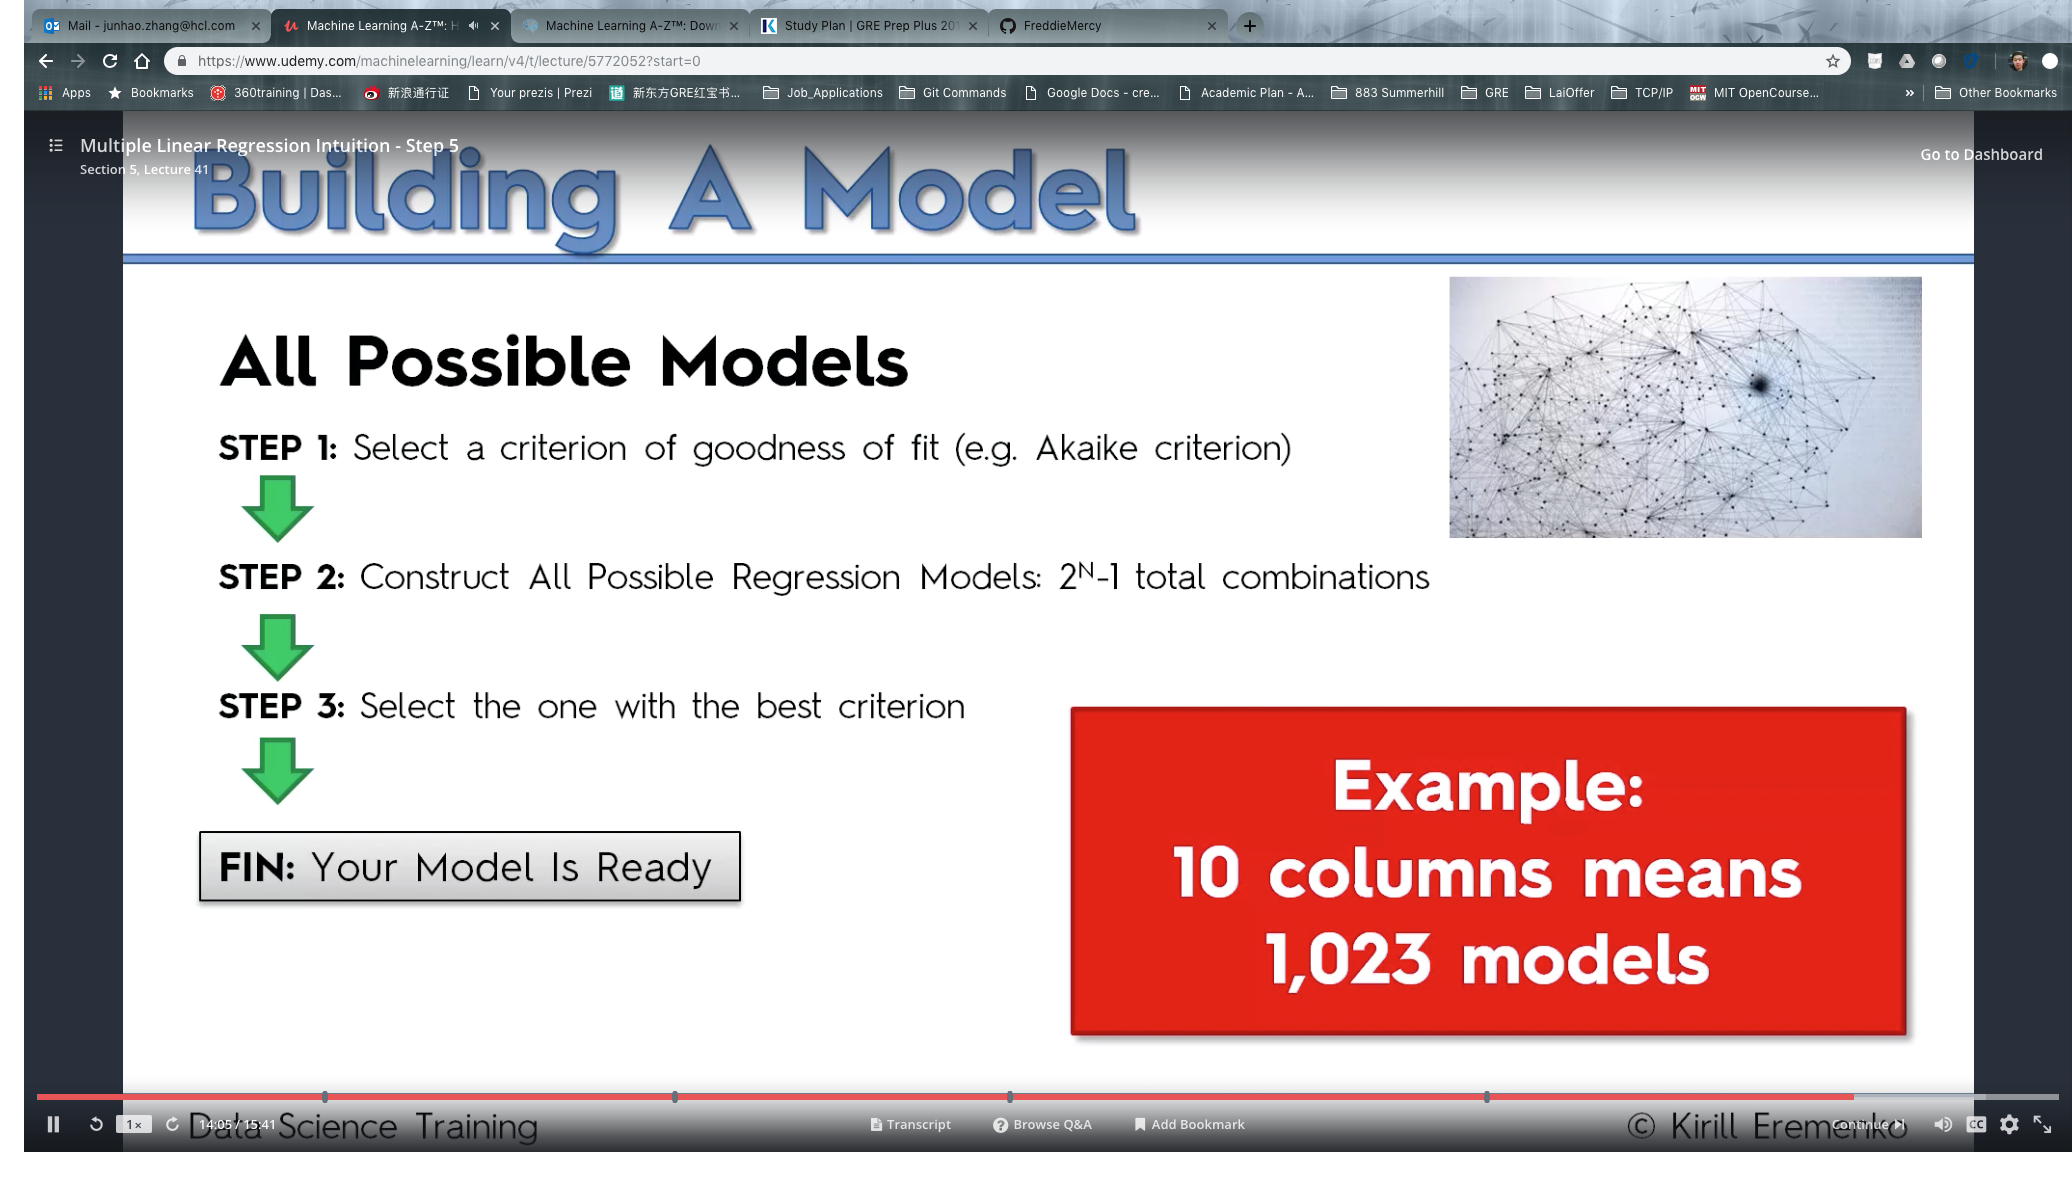 Mail - junhao.zhang@hcl.com
Machine Learning A-Z™: H
Machine Learning A-Z™: Down
Study Plan | GRE Prep Plus 201
FreddieMercy
https://www.udemy.com/machinelearning/learn/v4/t/lecture/5772052?start=0
Apps
Bookmarks
360training | Das...
新浪通行证
Your prezis | Prezi
新东方GRE红宝书...
Job_Applications
Git Commands
Google Docs - cre...
Academic Plan - A...
883 Summerhill
GRE
LaiOffer
TCP/IP
MIT OpenCourse...
»
Other Bookmarks
Multiple Linear Regression Intuition - Step 5
Section 5, Lecture 41
Go to Dashboard
Building A Model
All Possible Models
STEP 1: Select a criterion of goodness of fit (e.g. Akaike criterion)
STEP 2: Construct All Possible Regression Models: 2ᴺ-1 total combinations
STEP 3: Select the one with the best criterion
FIN: Your Model Is Ready
Example:
10 columns means
1,023 models
1x
14:05 / 15:41
Data Science Training
Transcript
Browse Q&A
Add Bookmark
© Kirill Eremenko
Continue
CC